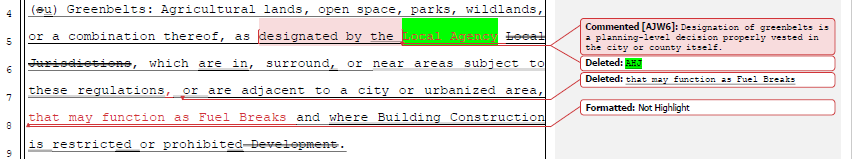 4 (su) Greenbelts: Agricultural lands, open space, parks, wildlands,
5 or a combination thereof, as designated by the Local Agency Local
6 Jurisdictions, which are in, surround, or near areas subject to
7 these regulations, or are adjacent to a city or urbanized area,
8 that may function as Fuel Breaks and where Building Construction
9 is restricted or prohibited Development.
Commented [AJW6]: Designation of greenbelts is
a planning-level decision properly vested in
the city or county itself.
Deleted: AHJ
Deleted: that may function as Fuel Breaks
Formatted: Not Highlight